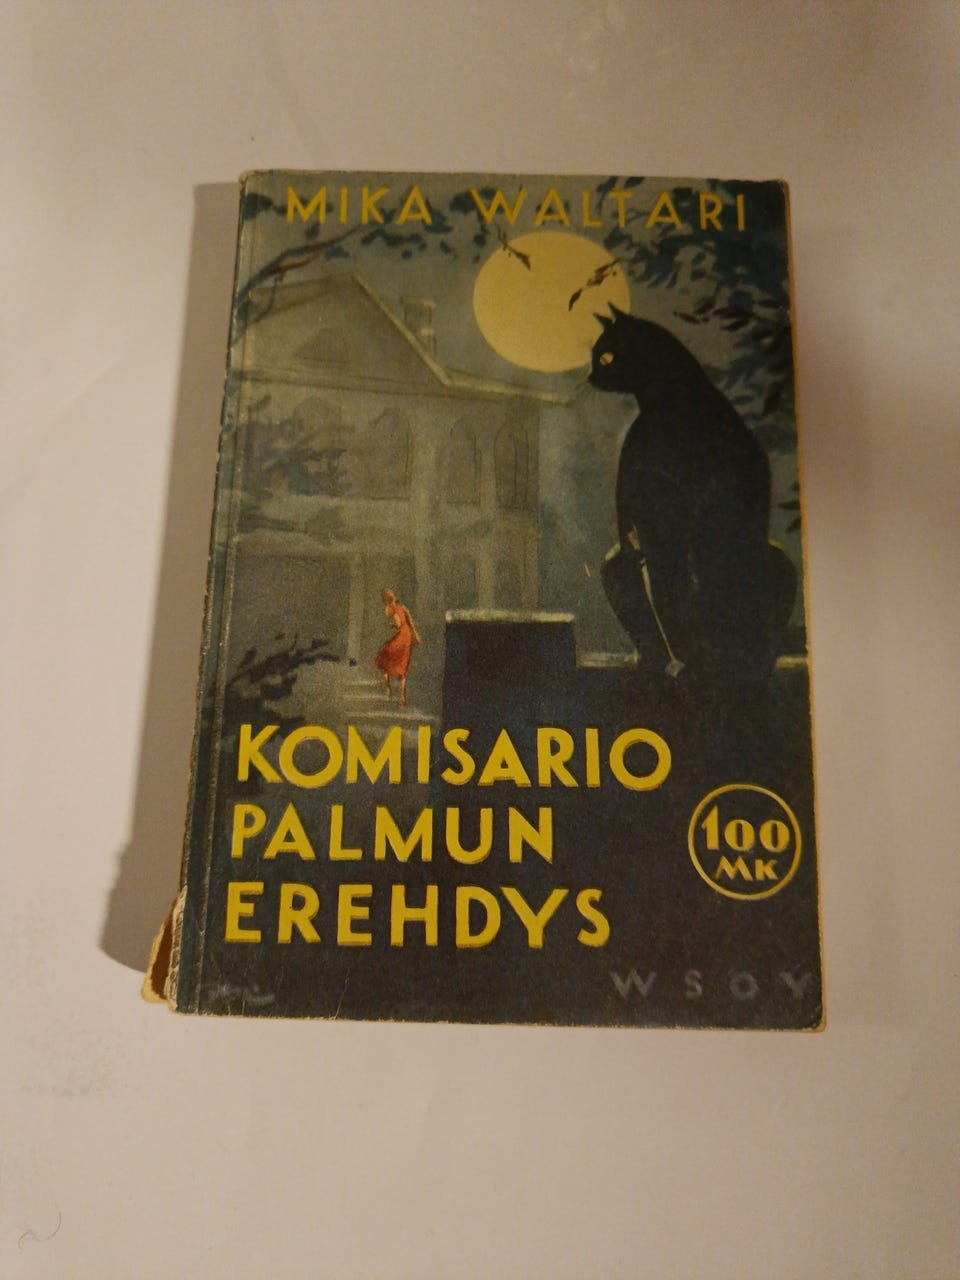 MIKA WALTARI
KOMISARIO
PALMUN
EREHDYS
100
MK
WSOY